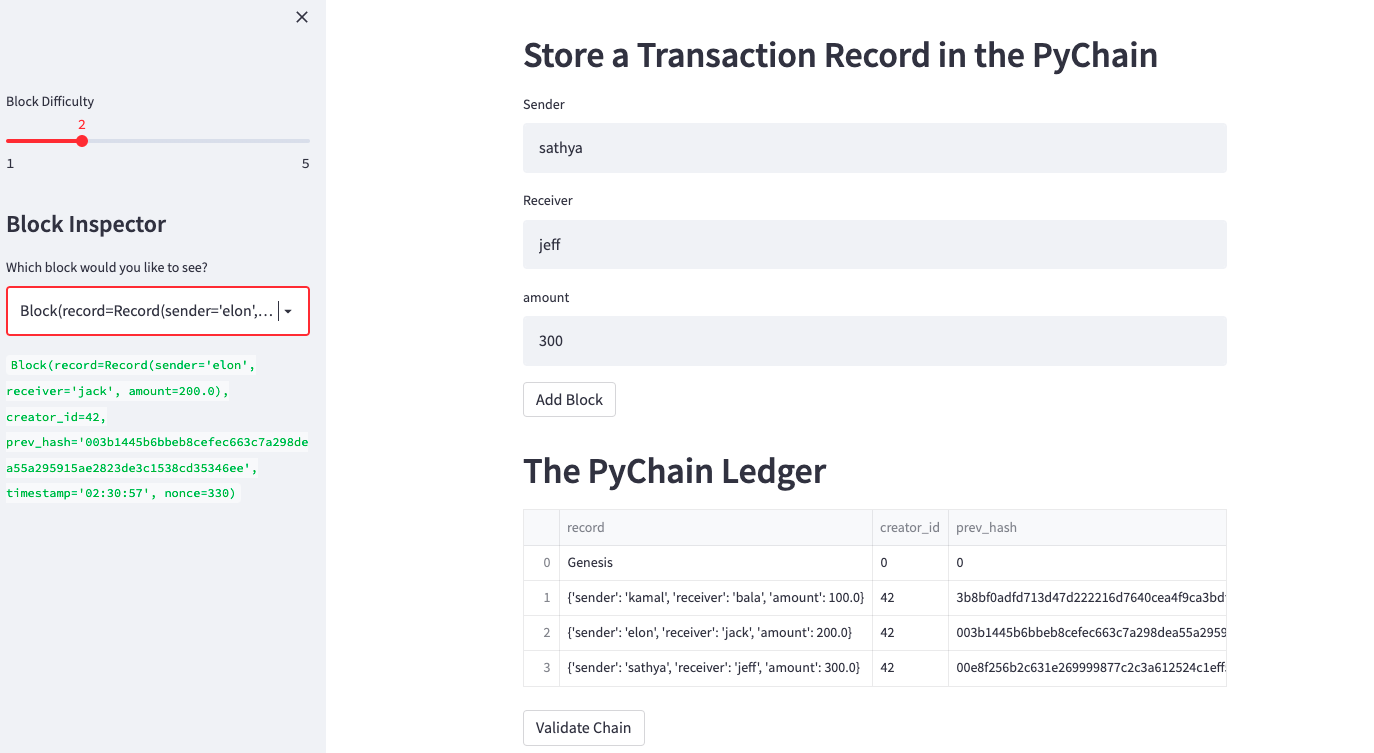 Block Difficulty
2
1 5
Block Inspector
Which block would you like to see?
Block(record=Record(sender='elon',...
Block(record=Record(sender='elon',
receiver='jack', amount=200.0),
creator_id=42,
prev_hash='003b1445b6bbeb8cefec663c7a298de
a55a295915ae2823de3c1538cd35346ee',
timestamp='02:30:57', nonce=330)
Store a Transaction Record in the PyChain
Sender
sathya
Receiver
jeff
amount
300
Add Block
The PyChain Ledger
record creator_id prev_hash
0 Genesis 0 0
1 {'sender': 'kamal', 'receiver': 'bala', 'amount': 100.0} 42 3b8bf0adfd713d47d222216d7640cea4f9ca3bd
2 {'sender': 'elon', 'receiver': 'jack', 'amount': 200.0} 42 003b1445b6bbeb8cefec663c7a298dea55a2959
3 {'sender': 'sathya', 'receiver': 'jeff', 'amount': 300.0} 42 00e8f256b2c631e269999877c2c3a612524c1eff
Validate Chain